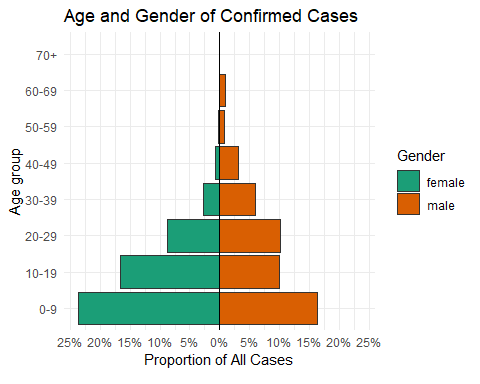 Age and Gender of Confirmed Cases
Age group
70+
60-69
50-59
40-49
30-39
20-29
10-19
0-9
25% 20% 15% 10% 5% 0% 5% 10% 15% 20% 25%
Proportion of All Cases
Gender
female
male